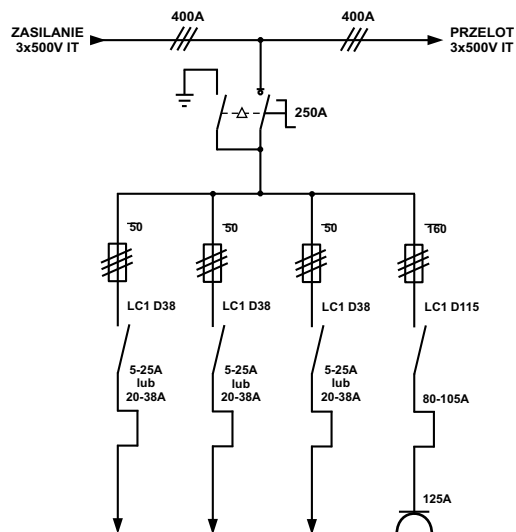 400A
400A
ZASILANIE
3x500V IT
PRZELOT
3x500V IT
250A
50
50
50
160
LC1 D38
LC1 D38
LC1 D38
LC1 D115
5-25A
lub
20-38A
5-25A
lub
20-38A
5-25A
lub
20-38A
80-105A
125A